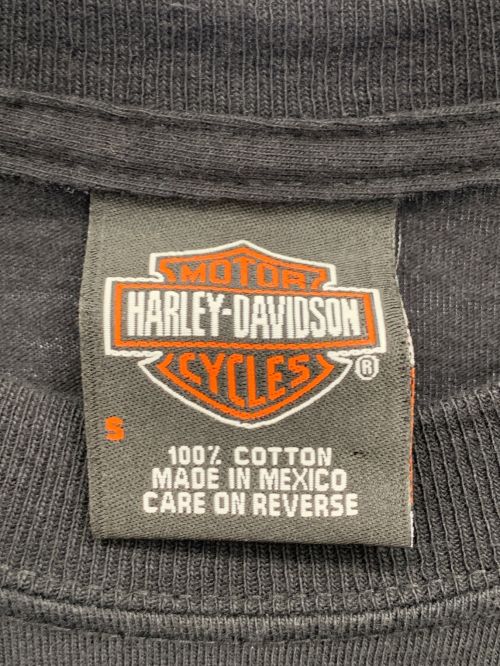 MOTOR
HARLEY-DAVIDSON
CYCLES
®
S
100% COTTON
MADE IN MEXICO
CARE ON REVERSE